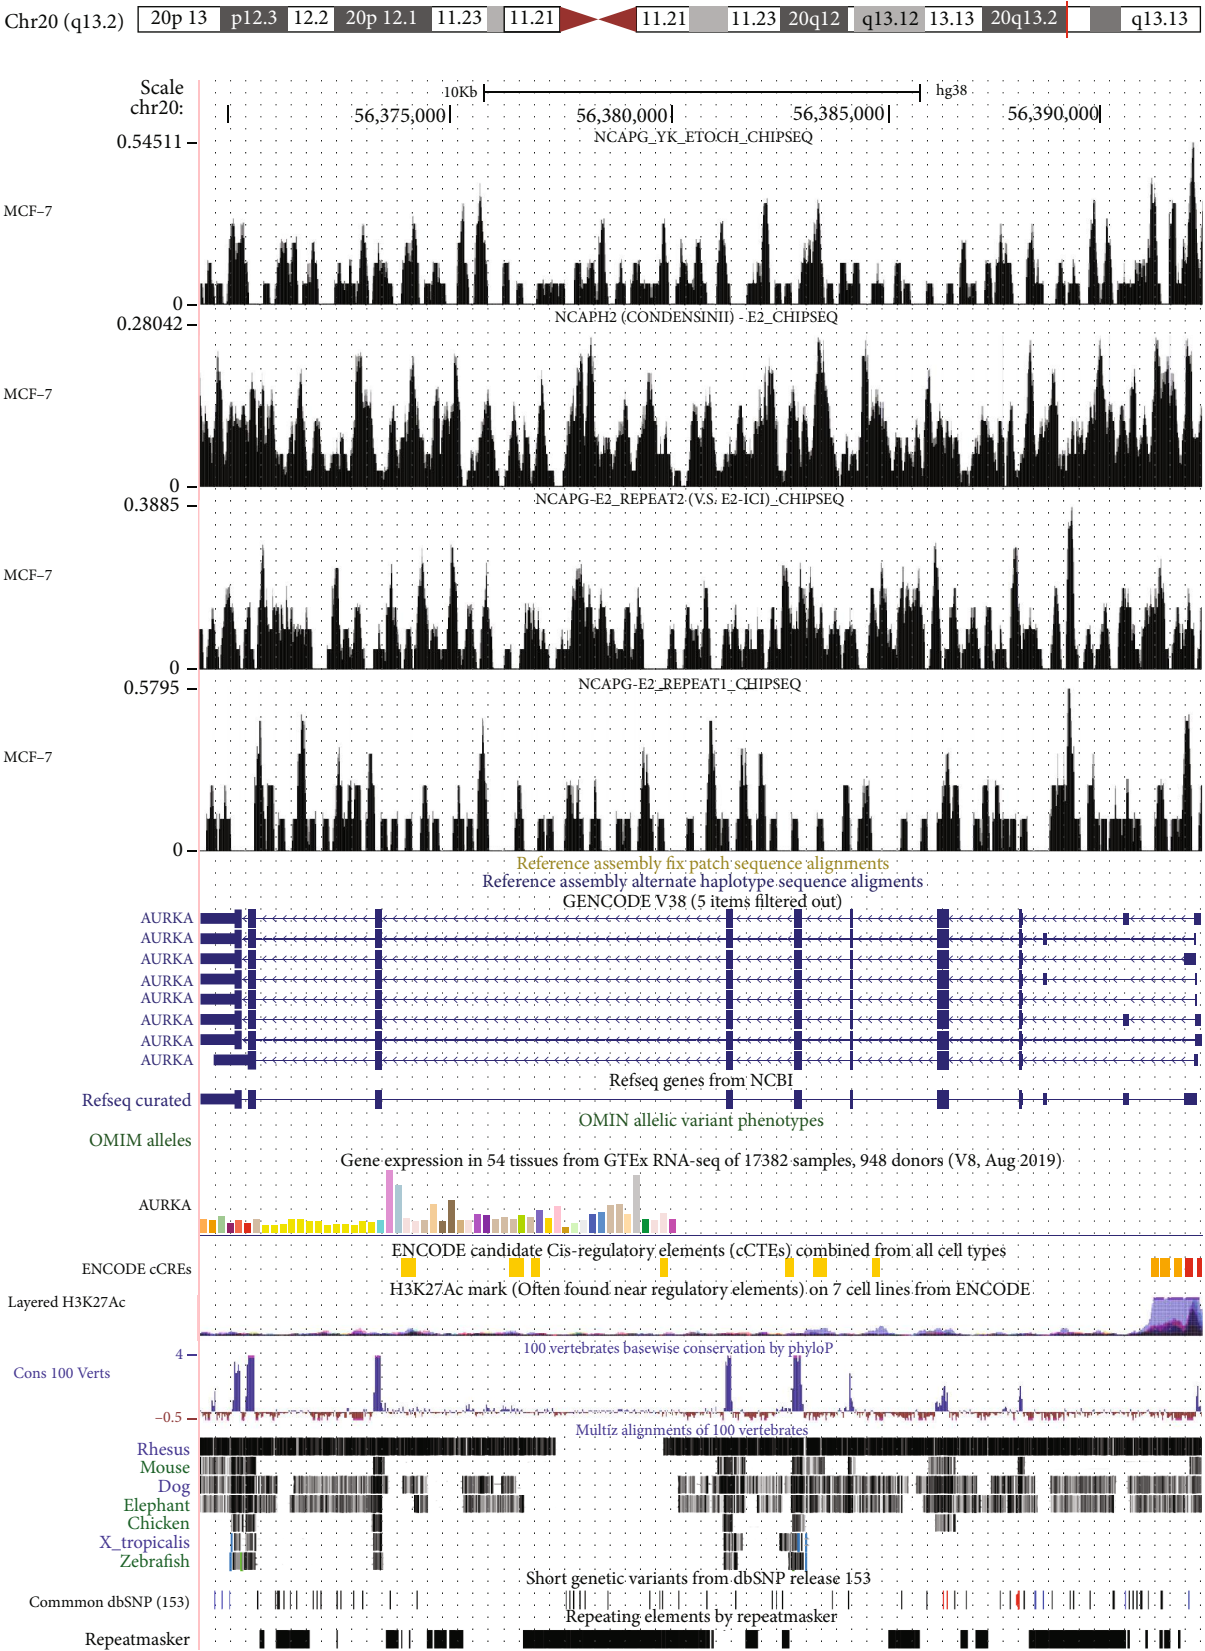 Chr20 (q13.2) 20p 13 p12.3 12.2 20p 12.1 11.23 11.21 11.21 11.23 20q12 q13.12 13.13 20q13.2 q13.13
Scale 10Kb hg38
chr20: 56,375,000 56,380,000 56,385,000 56,390,000
NCAPG_YK_ETOCH_CHIPSEQ
0.54511
MCF–7
0
NCAPH2 (CONDENSINII) - E2_CHIPSEQ
0.28042
MCF–7
0
NCAPG-E2_REPEAT2 (V.S. E2-ICI)_CHIPSEQ
0.3885
MCF–7
0
NCAPG-E2_REPEAT1_CHIPSEQ
0.5795
MCF–7
0
Reference assembly fix patch sequence alignments
Reference assembly alternate haplotype sequence aligments
GENCODE V38 (5 items filtered out)
AURKA
AURKA
AURKA
AURKA
AURKA
AURKA
AURKA
AURKA
Refseq genes from NCBI
Refseq curated
OMIN allelic variant phenotypes
OMIM alleles
Gene expression in 54 tissues from GTEx RNA-seq of 17382 samples, 948 donors (V8, Aug 2019)
AURKA
ENCODE candidate Cis-regulatory elements (cCTEs) combined from all cell types
ENCODE cCREs
H3K27Ac mark (Often found near regulatory elements) on 7 cell lines from ENCODE
Layered H3K27Ac
100 vertebrates basewise conservation by phyloP
4
Cons 100 Verts
–0.5
Multiz alignments of 100 vertebrates
Rhesus
Mouse
Dog
Elephant
Chicken
X_tropicalis
Zebrafish
Short genetic variants from dbSNP release 153
Commmon dbSNP (153)
Repeating elements by repeatmasker
Repeatmasker